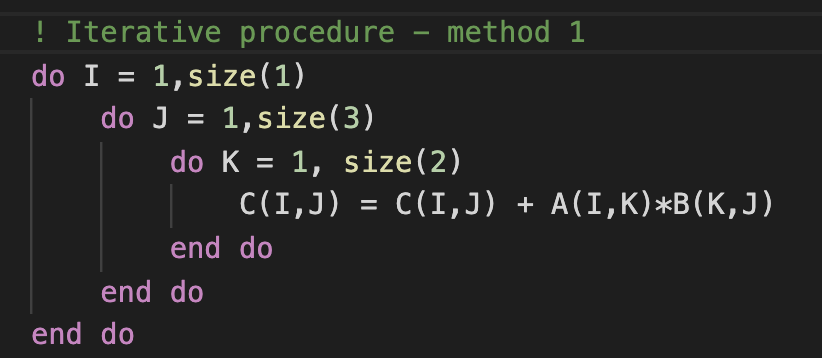 ! Iterative procedure - method 1
do I = 1,size(1)
do J = 1,size(3)
do K = 1, size(2)
C(I,J) = C(I,J) + A(I,K)*B(K,J)
end do
end do
end do